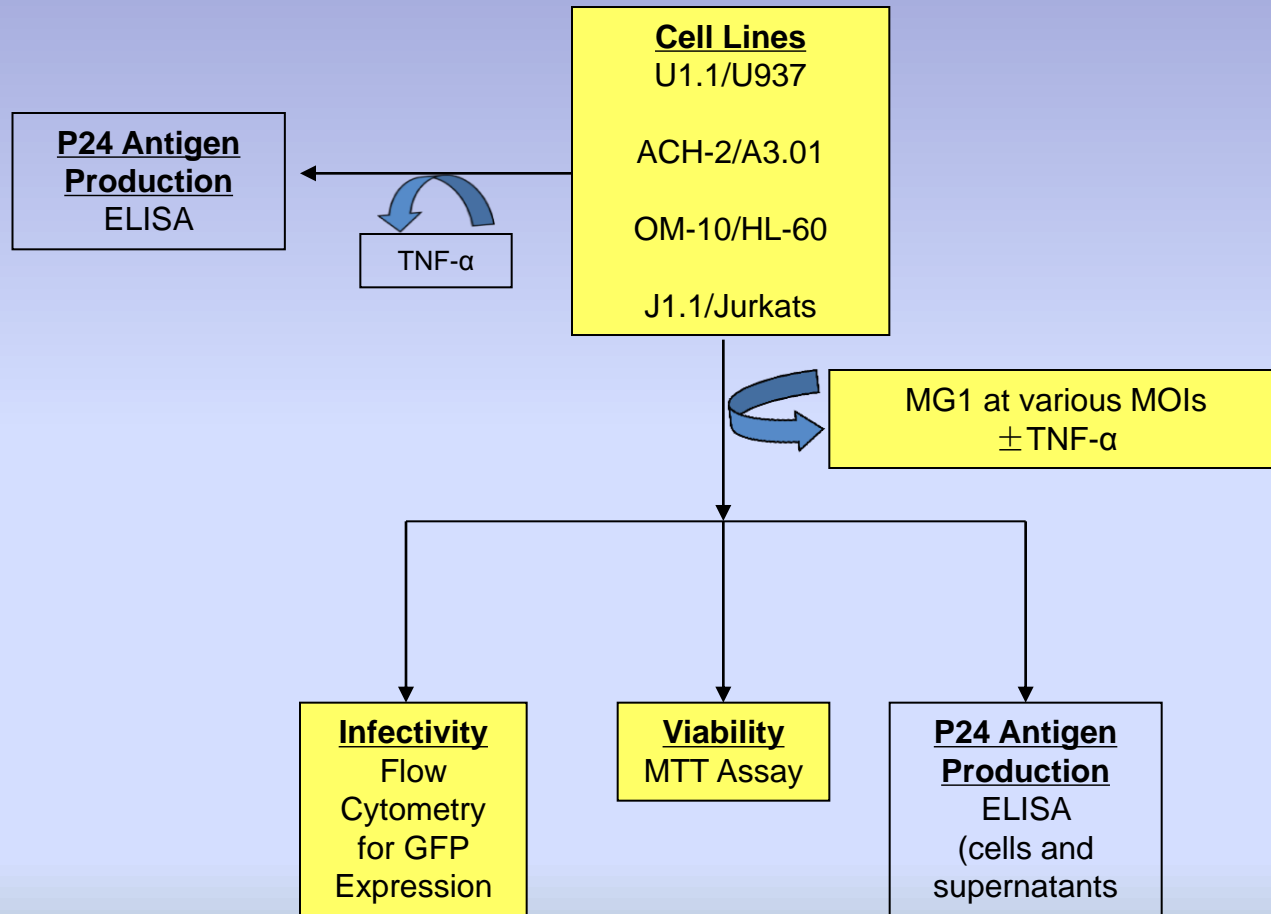 Cell Lines
U1.1/U937
ACH-2/A3.01
OM-10/HL-60
J1.1/Jurkats
P24 Antigen
Production
ELISA
TNF-α
MG1 at various MOIs
±TNF-α
Infectivity
Flow
Cytometry
for GFP
Expression
Viability
MTT Assay
P24 Antigen
Production
ELISA
(cells and
supernatants